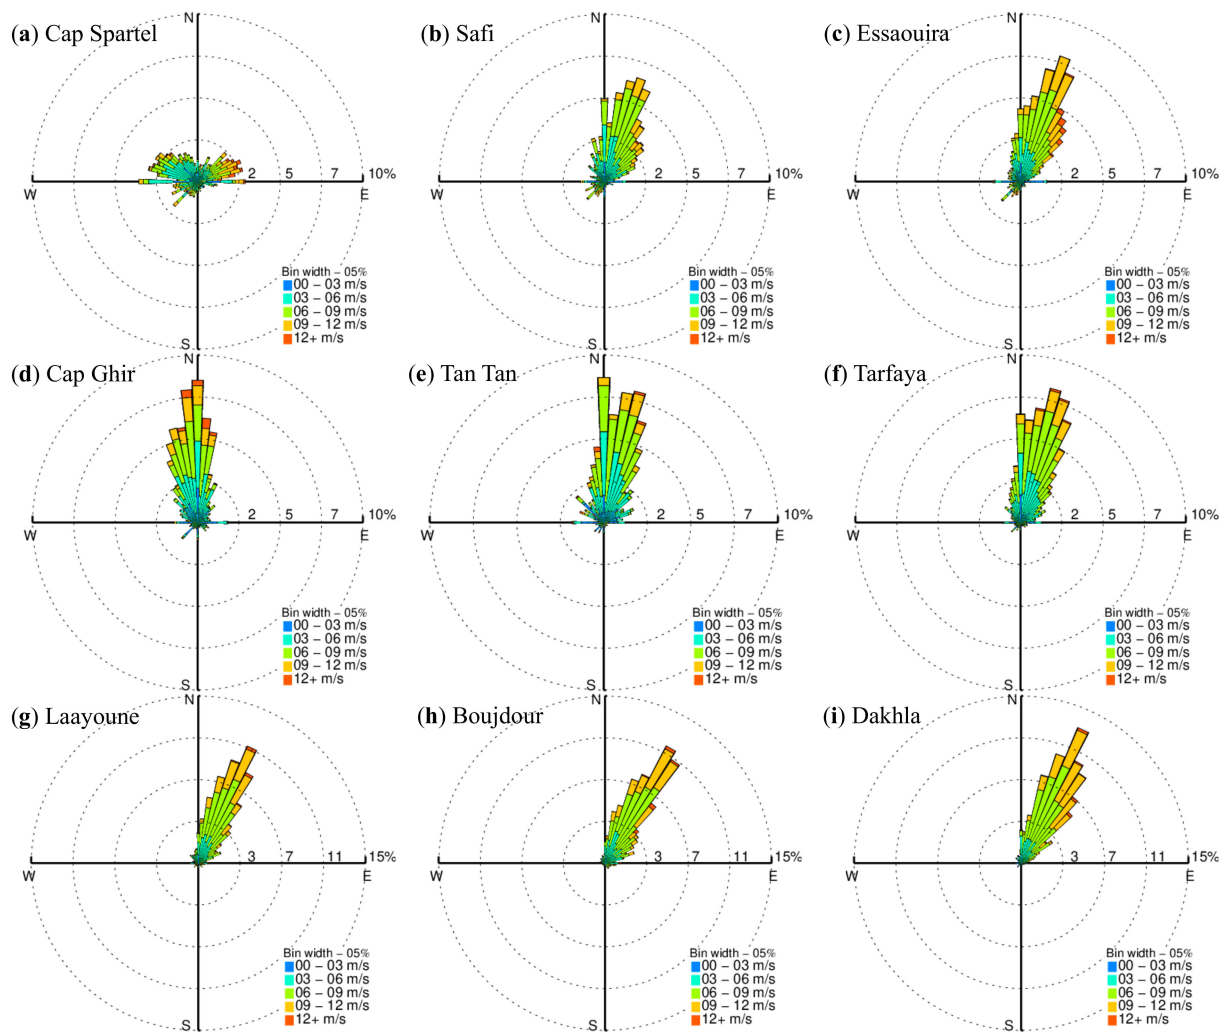 (a) Cap Spartel
N
W
2 5 7 10%
E
S
Bin width – 05%
00 – 03 m/s
03 – 06 m/s
06 – 09 m/s
09 – 12 m/s
12+ m/s
(b) Safi
N
W
2 5 7 10%
E
S
Bin width – 05%
00 – 03 m/s
03 – 06 m/s
06 – 09 m/s
09 – 12 m/s
12+ m/s
(c) Essaouira
N
W
2 5 7 10%
E
S
Bin width – 05%
00 – 03 m/s
03 – 06 m/s
06 – 09 m/s
09 – 12 m/s
12+ m/s
(d) Cap Ghir
N
W
2 5 7 10%
E
S
Bin width – 05%
00 – 03 m/s
03 – 06 m/s
06 – 09 m/s
09 – 12 m/s
12+ m/s
(e) Tan Tan
N
W
2 5 7 10%
E
S
Bin width – 05%
00 – 03 m/s
03 – 06 m/s
06 – 09 m/s
09 – 12 m/s
12+ m/s
(f) Tarfaya
N
W
2 5 7 10%
E
S
Bin width – 05%
00 – 03 m/s
03 – 06 m/s
06 – 09 m/s
09 – 12 m/s
12+ m/s
(g) Laayoune
N
W
3 7 11 15%
E
S
Bin width – 05%
00 – 03 m/s
03 – 06 m/s
06 – 09 m/s
09 – 12 m/s
12+ m/s
(h) Boujdour
N
W
3 7 11 15%
E
S
Bin width – 05%
00 – 03 m/s
03 – 06 m/s
06 – 09 m/s
09 – 12 m/s
12+ m/s
(i) Dakhla
N
W
3 7 11 15%
E
S
Bin width – 05%
00 – 03 m/s
03 – 06 m/s
06 – 09 m/s
09 – 12 m/s
12+ m/s